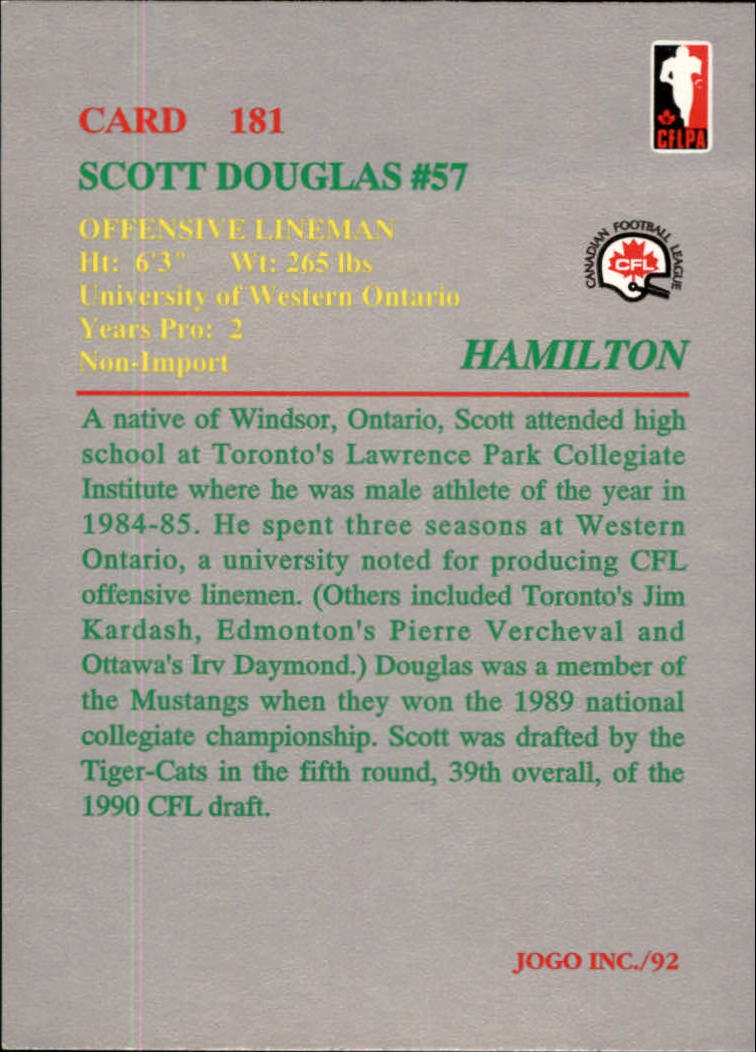 CARD 181
CFLPA
SCOTT DOUGLAS #57
OFFENSIVE LINEMAN
Ht: 6'3" Wt: 265 lbs
University of Western Ontario
Years Pro: 2
Non-Import
CANADIAN FOOTBALL LEAGUE
CFL
HAMILTON
A native of Windsor, Ontario, Scott attended high
school at Toronto's Lawrence Park Collegiate
Institute where he was male athlete of the year in
1984-85. He spent three seasons at Western
Ontario, a university noted for producing CFL
offensive linemen. (Others included Toronto's Jim
Kardash, Edmonton's Pierre Vercheval and
Ottawa's Irv Daymond.) Douglas was a member of
the Mustangs when they won the 1989 national
collegiate championship. Scott was drafted by the
Tiger-Cats in the fifth round, 39th overall, of the
1990 CFL draft.
JOGO INC./92